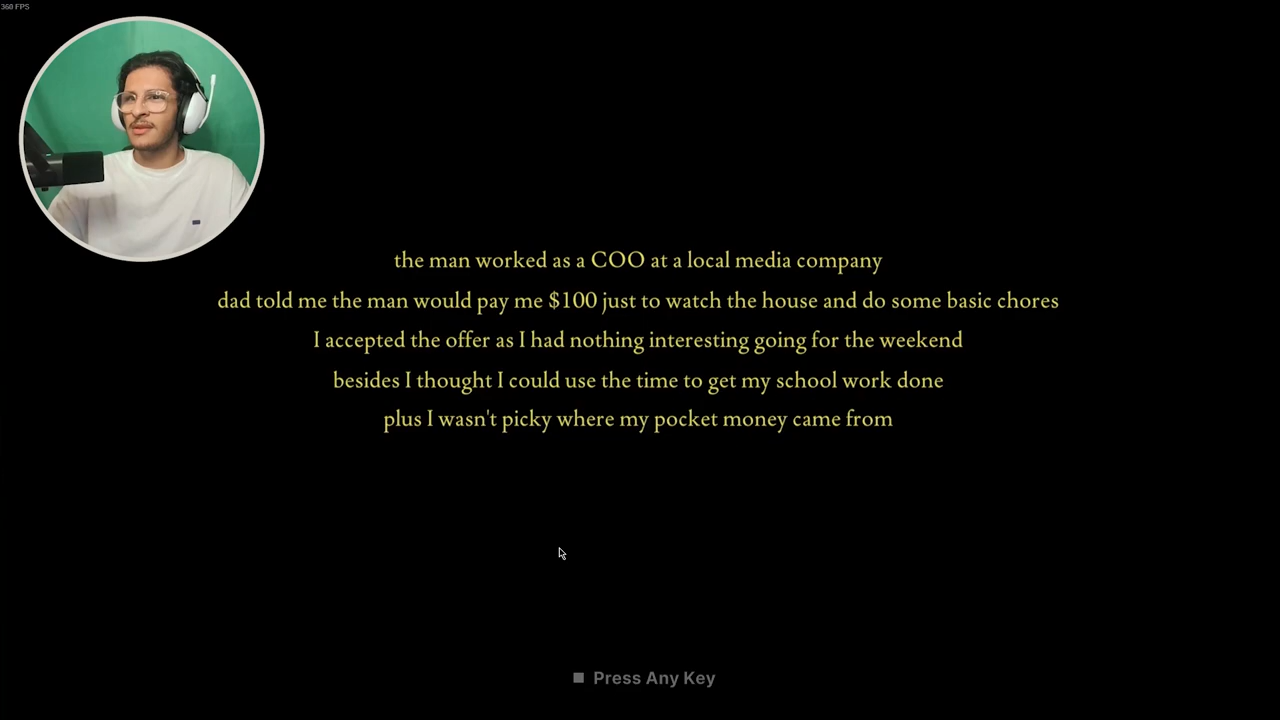 360 FPS
the man worked as a COO at a local media company
dad told me the man would pay me $100 just to watch the house and do some basic chores
I accepted the offer as I had nothing interesting going for the weekend
besides I thought I could use the time to get my school work done
plus I wasn't picky where my pocket money came from
Press Any Key